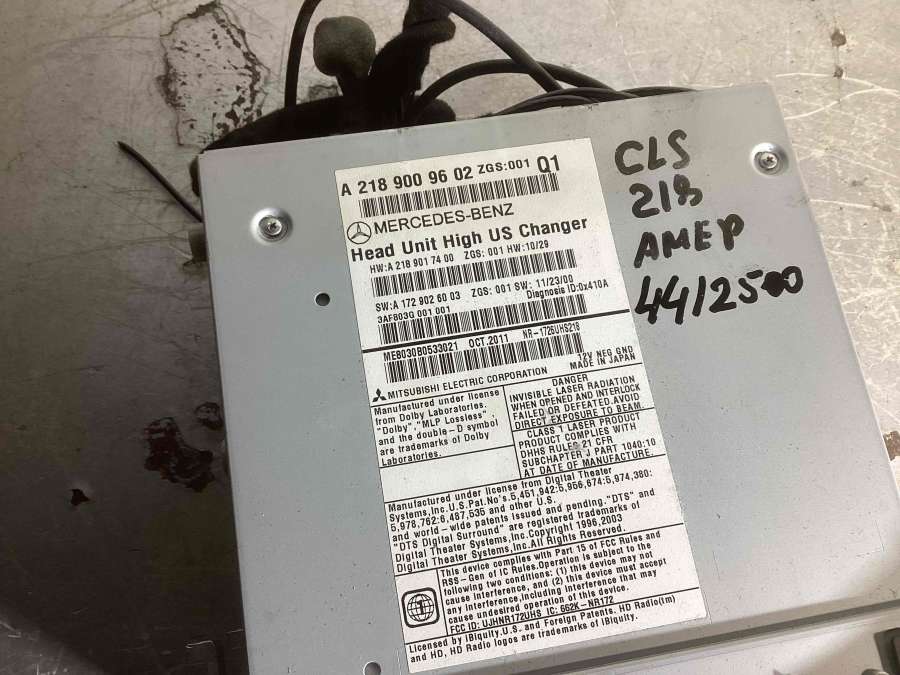 A 218 900 96 02 ZGS:001 Q1
MERCEDES-BENZ
Head Unit High US Changer
HW:A 218 901 74 00 ZGS: 001 HW:10/29
SW:A 172 902 60 03 ZGS: 001 SW: 11/23/00
3AF803G 001 001 Diagnosis ID:0x410A
ME8030B0533021 OCT.2011 NR-1726UHS218
12V NEG GND
MITSUBISHI ELECTRIC CORPORATION MADE IN JAPAN
Manufactured under license
from Dolby Laboratories.
"Dolby", "MLP Lossless",
and the double-D symbol
are trademarks of Dolby
Laboratories.
DANGER
INVISIBLE LASER RADIATION
WHEN OPENED AND INTERLOCK
FAILED OR DEFEATED.AVOID
DIRECT EXPOSURE TO BEAM.
CLASS 1 LASER PRODUCT
PRODUCT COMPLIES WITH
DHHS RULES 21 CFR
SUBCHAPTER J PART 1040:10
AT DATE OF MANUFACTURE.
Manufactured under license from Digital Theater
Systems,Inc.U.S.Pat.No's.5,451,942;5,956,674;5,974,380;
5,978,762;6,487,535 and other U.S.
and world-wide patents issued and pending."DTS" and
"DTS Digital Surround" are registered trademarks of
Digital Theater Systems,Inc.Copyright 1996,2003
Digital Theater Systems,Inc.All Rights Reserved.
This device complies with Part 15 of FCC Rules and
RSS-Gen of IC Rules.Operation is subject to the
following two conditions: (1) this device may not
cause interference, and (2) this device must accept
any interference,including interference that may
cause undesired operation of this device.
FCC ID: UJHNR172UHS IC: 662K-NR172
Licensed by iBiquity.U.S. and Foreign Patents. HD Radio(tm)
and HD, HD Radio logos are trademarks of iBiquity.
CLS
218
AMEP
44/2500